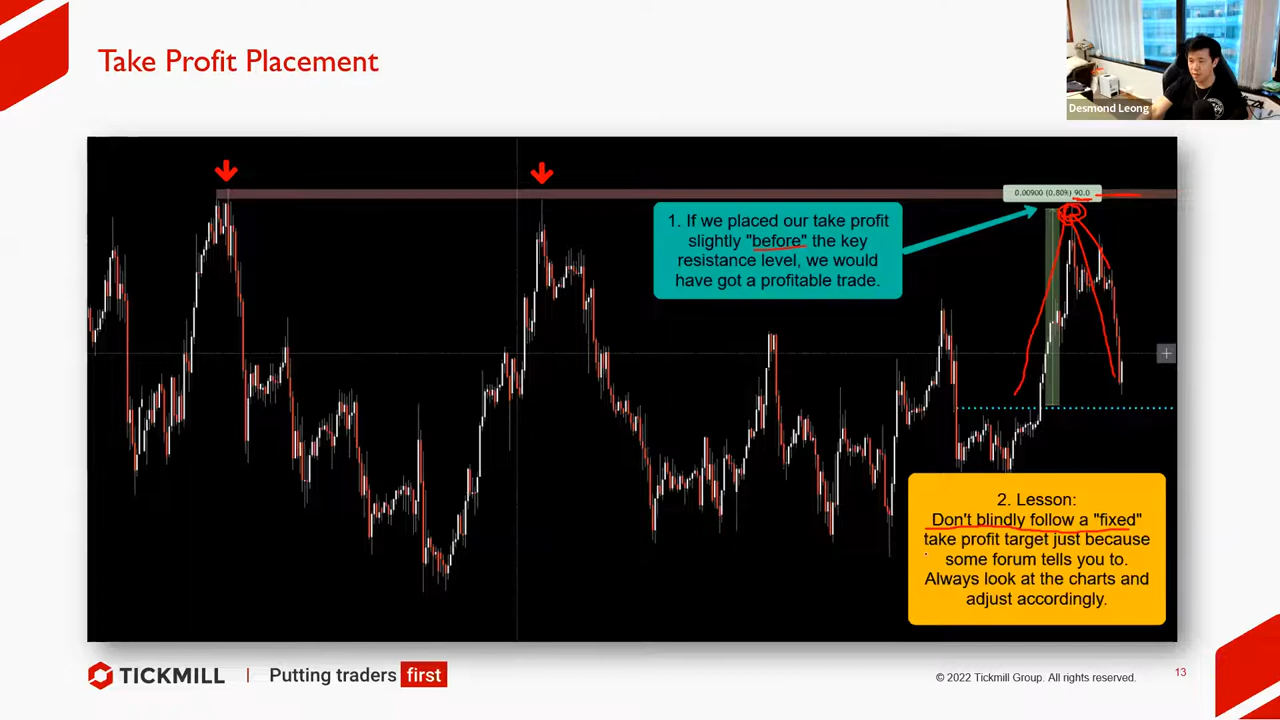 Take Profit Placement
Desmond Leong
0.00900 (0.80%) 90.0
1. If we placed our take profit
slightly "before" the key
resistance level, we would
have got a profitable trade.
2. Lesson:
Don't blindly follow a "fixed"
take profit target just because
some forum tells you to.
Always look at the charts and
adjust accordingly.
TICKMILL | Putting traders first
© 2022 Tickmill Group. All rights reserved.
13